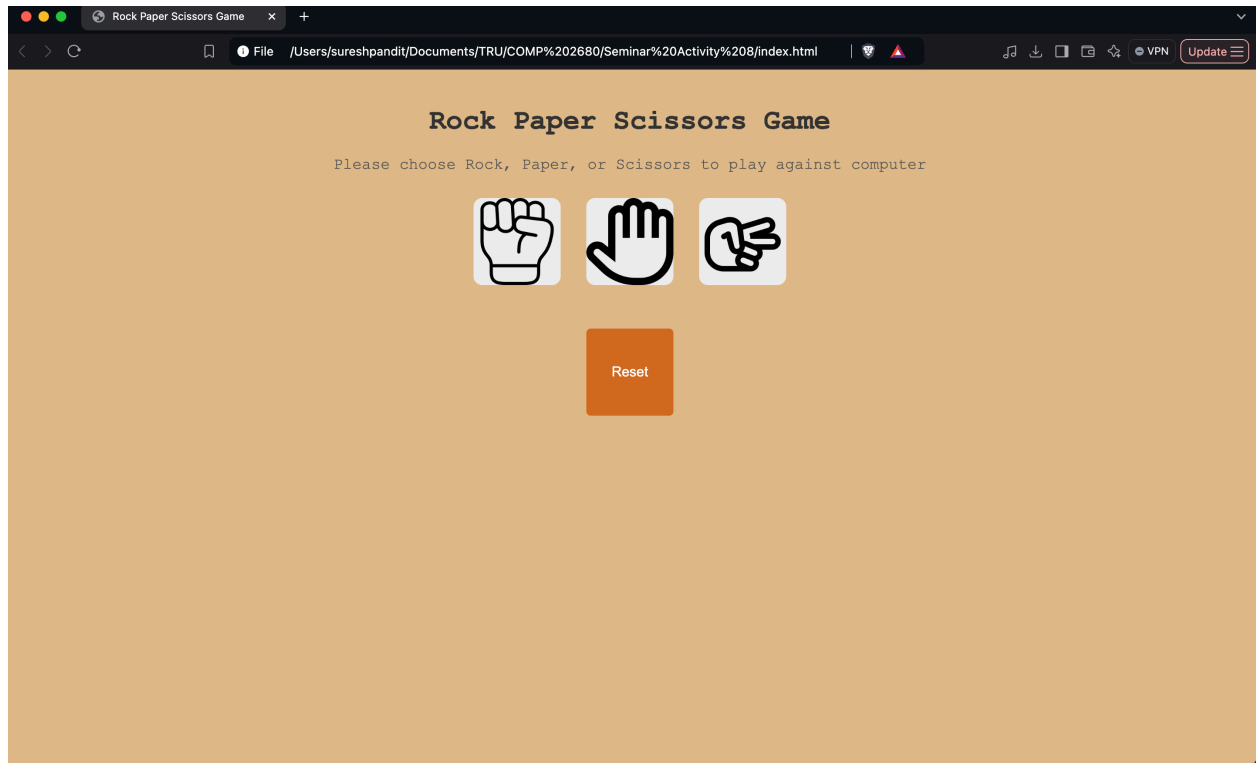 Rock Paper Scissors Game
File /Users/sureshpandit/Documents/TRU/COMP%202680/Seminar%20Activity%208/index.html
VPN
Update
Rock Paper Scissors Game
Please choose Rock, Paper, or Scissors to play against computer
Reset